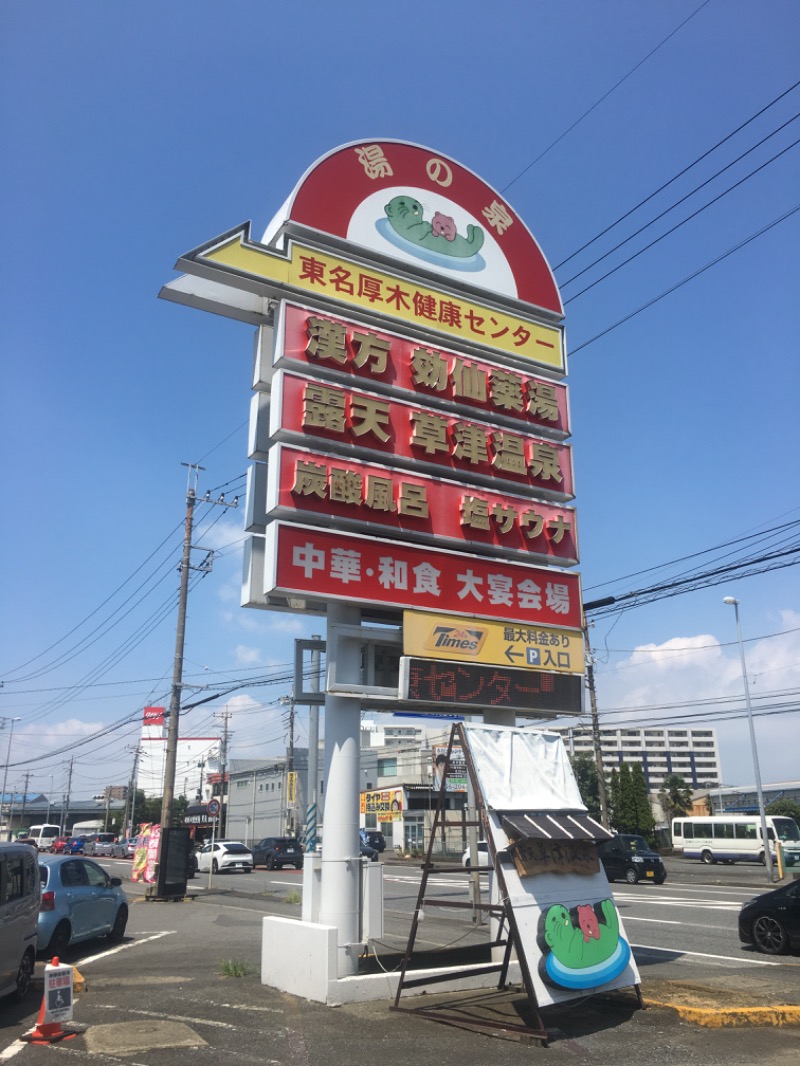 湯の泉
東名厚木健康センター
漢方 効仙薬湯
露天 草津温泉
炭酸風呂 塩サウナ
中華・和食 大宴会場
Times
最大料金あり
←P入口
センター